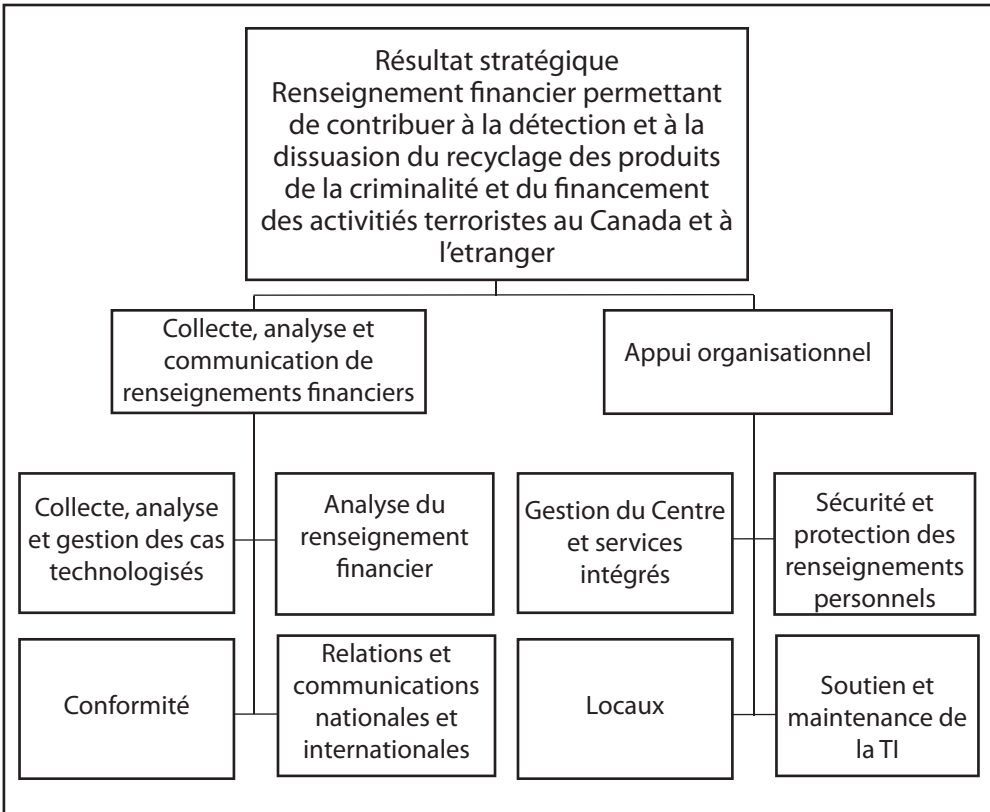 Résultat stratégique
Renseignement financier permettant
de contribuer à la détection et à la
dissuasion du recyclage des produits
de la criminalité et du financement
des activitiés terroristes au Canada et à
l'etranger
Collecte, analyse et
communication de
renseignements financiers
Appui organisationnel
Collecte, analyse
et gestion des cas
technologisés
Analyse du
renseignement
financier
Gestion du Centre
et services
intégrés
Sécurité et
protection des
renseignements
personnels
Conformité
Relations et
communications
nationales et
internationales
Locaux
Soutien et
maintenance de
la TI